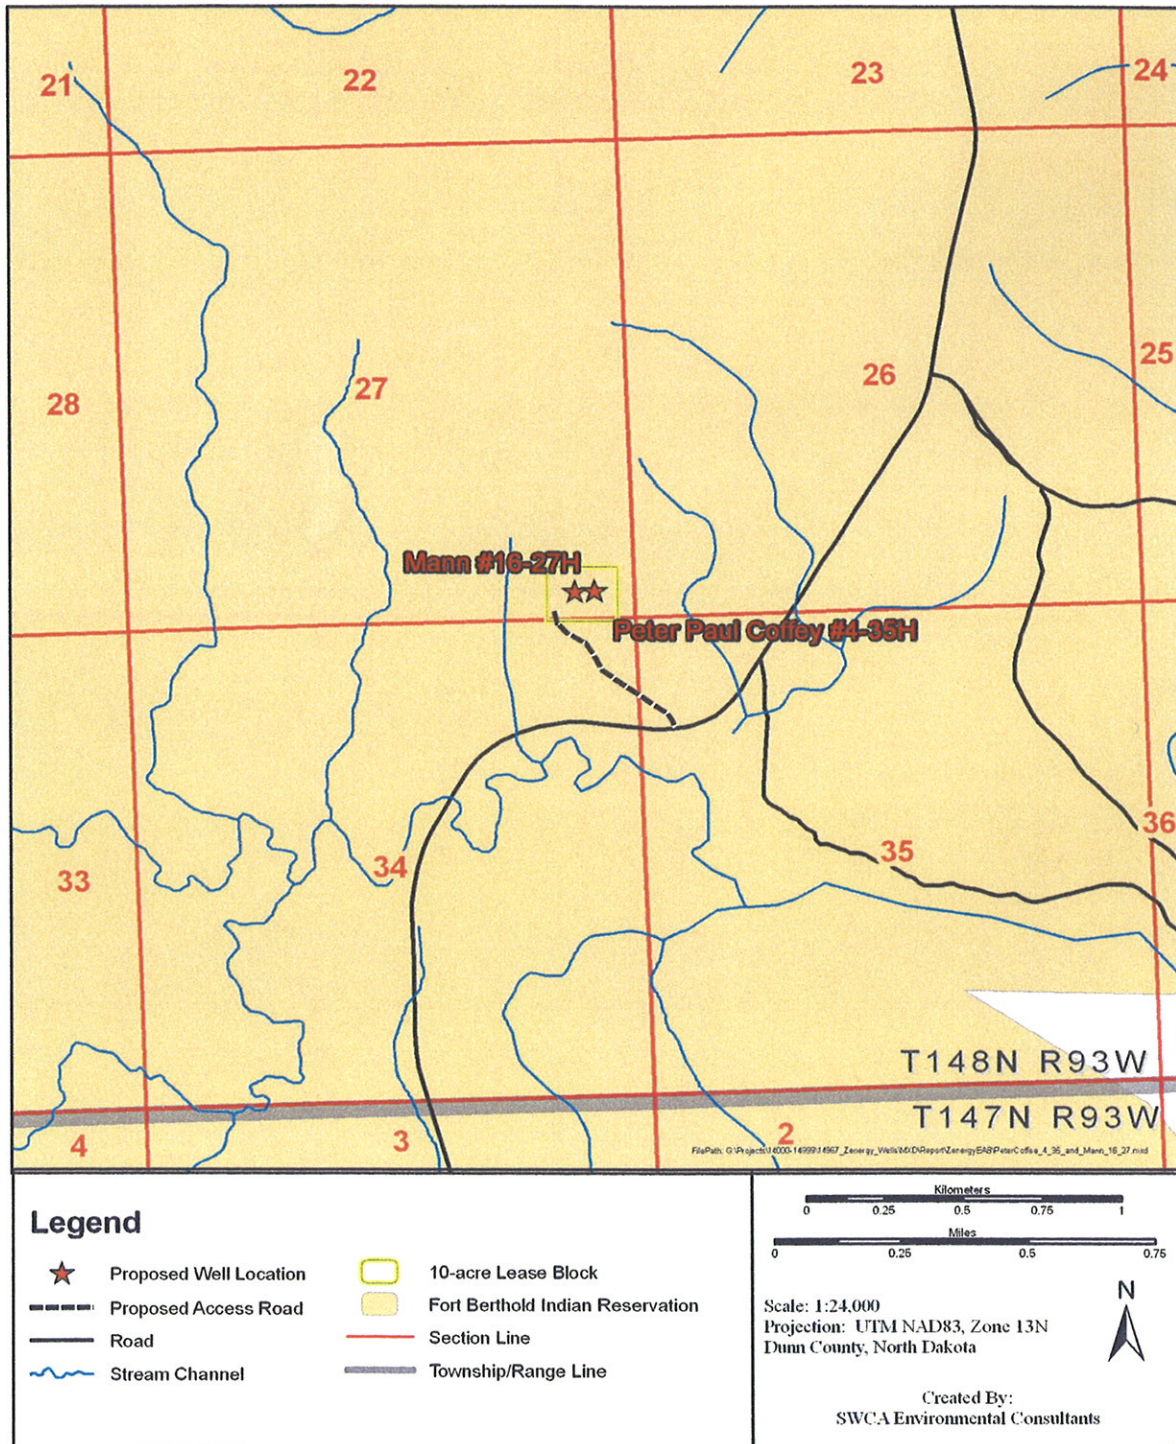 21
22
23
24
28
27
26
25
Mann #16-27H
Peter Paul Coffey #4-35H
33
34
35
36
T148N R93W
T147N R93W
4
3
2
Legend
Proposed Well Location
Proposed Access Road
Road
Stream Channel
10-acre Lease Block
Fort Berthold Indian Reservation
Section Line
Township/Range Line
Kilometers
0 0.25 0.5 0.75 1
Miles
0 0.25 0.5 0.75
N
Scale: 1:24,000
Projection: UTM NAD83, Zone 13N
Dunn County, North Dakota
Created By:
SWCA Environmental Consultants